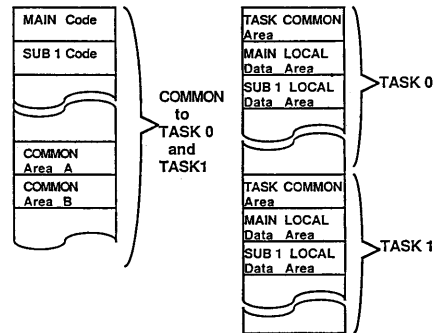 MAIN Code
SUB 1 Code
COMMON
Area A
COMMON
Area B
COMMON
to
TASK 0
and
TASK1
TASK COMMON
Area
MAIN LOCAL
Data Area
SUB 1 LOCAL
Data Area
TASK 0
TASK COMMON
Area
MAIN LOCAL
Data Area
SUB 1 LOCAL
Data Area
TASK 1